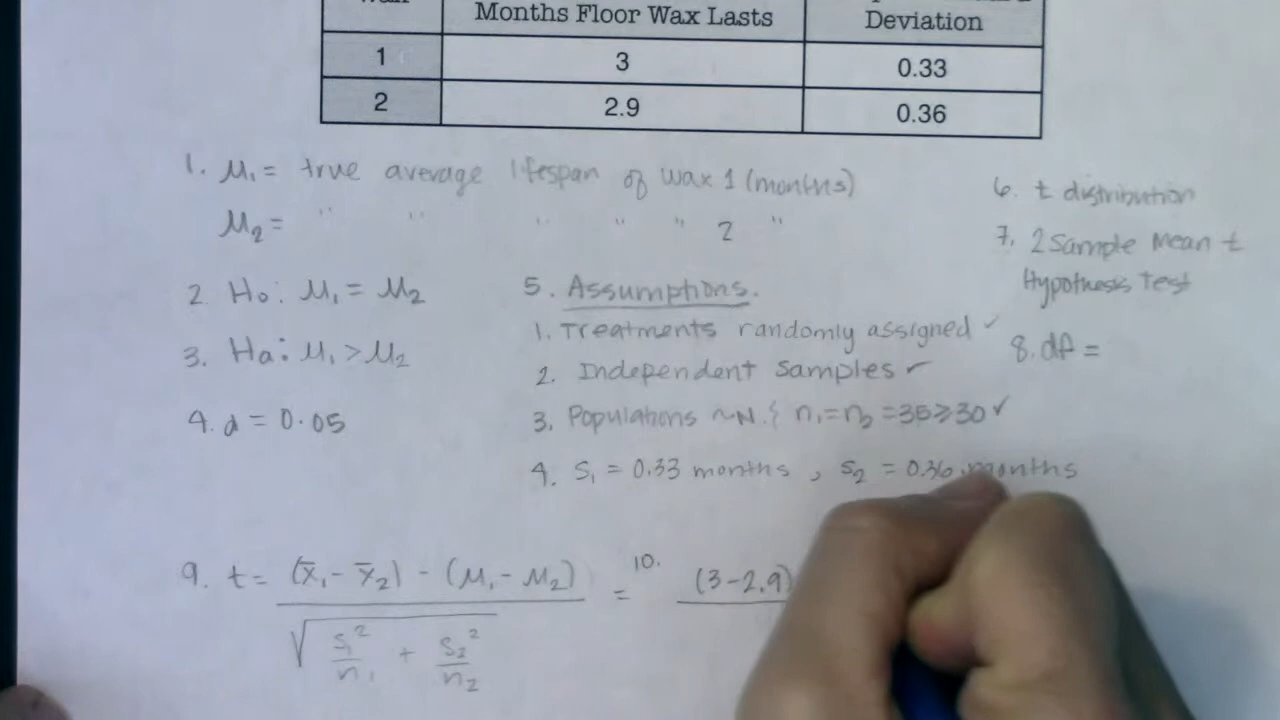 Months Floor Wax Lasts
Deviation
1 3 0.33
2 2.9 0.36
1. μ₁ = true average lifespan of wax 1 (months)
μ₂ = " " " " " 2 "
2. H₀: μ₁ = μ₂
3. Ha: μ₁ > μ₂
4. α = 0.05
5. Assumptions.
1. Treatments randomly assigned ✓
2. Independent samples ✓
3. Populations ~N. { n₁ = n₂ = 35 ≥ 30 ✓
4. s₁ = 0.33 months, s₂ = 0.36 months
6. t distribution
7. 2 Sample Mean t
Hypothesis Test
8. df =
9. t = (x̄₁ - x̄₂) - (μ₁ - μ₂) = 10. (3-2.9)
√ s₁²/n₁ + s₂²/n₂